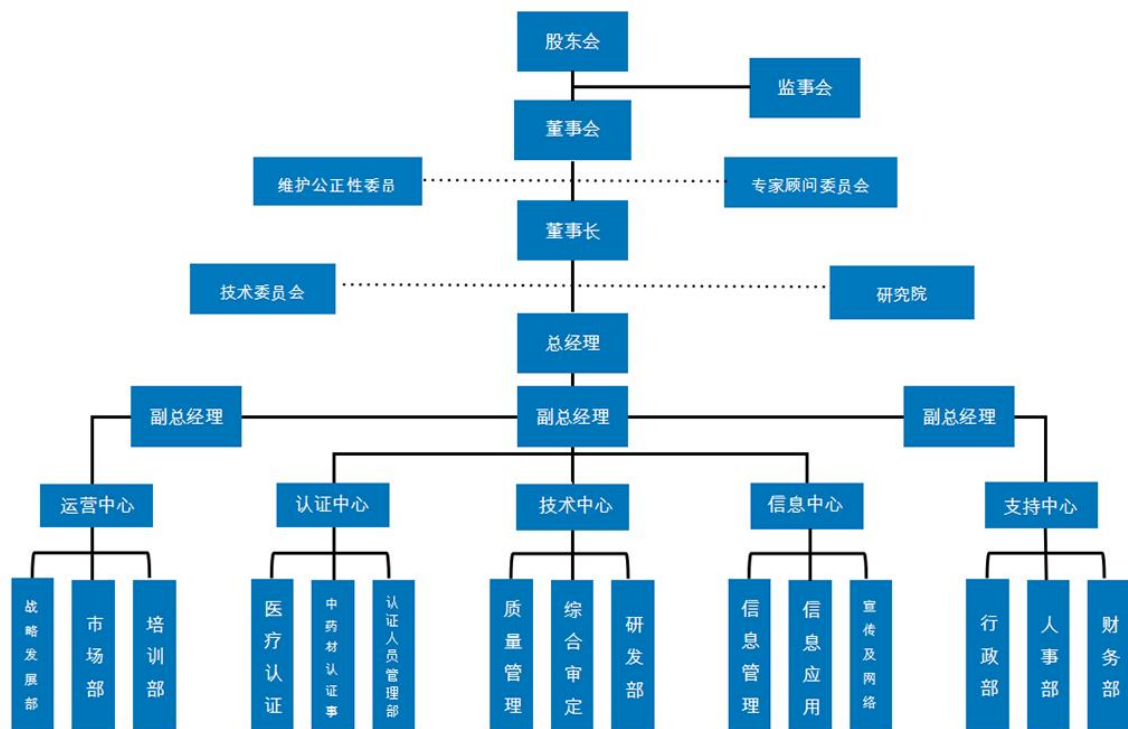 股东会
监事会
董事会
维护公正性委员
专家顾问委员会
董事长
技术委员会
研究院
总经理
副总经理
副总经理
副总经理
运营中心
认证中心
技术中心
信息中心
支持中心
战略发展部
市场部
培训部
医疗认证
中药材认证事
认证人员管理部
质量管理
综合审定
研发部
信息管理
信息应用
宣传及网络
行政部
人事部
财务部